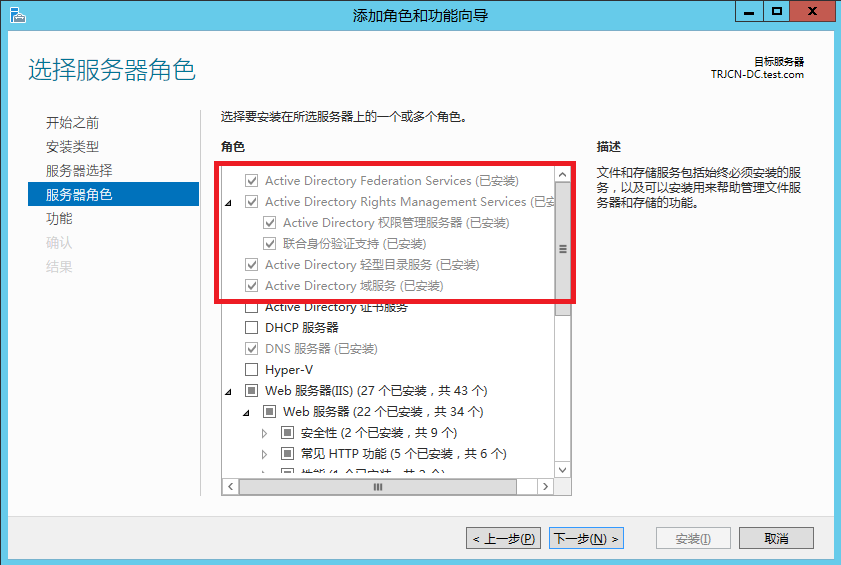 添加角色和功能向导
选择服务器角色
目标服务器
TRJCN-DC.test.com
开始之前
安装类型
服务器选择
服务器角色
功能
确认
结果
选择要安装在所选服务器上的一个或多个角色。
角色
Active Directory Federation Services (已安装)
Active Directory Rights Management Services (已安
Active Directory 权限管理服务器 (已安装)
联合身份验证支持 (已安装)
Active Directory 轻型目录服务 (已安装)
Active Directory 域服务 (已安装)
Active Directory 证书服务
DHCP 服务器
DNS 服务器 (已安装)
Hyper-V
Web 服务器(IIS) (27 个已安装，共 43 个)
Web 服务器 (22 个已安装，共 34 个)
安全性 (2 个已安装，共 9 个)
常见 HTTP 功能 (5 个已安装，共 6 个)
描述
文件和存储服务包括始终必须安装的服
务，以及可以安装用来帮助管理文件服
务器和存储的功能。
< 上一步(P)
下一步(N) >
安装(I)
取消